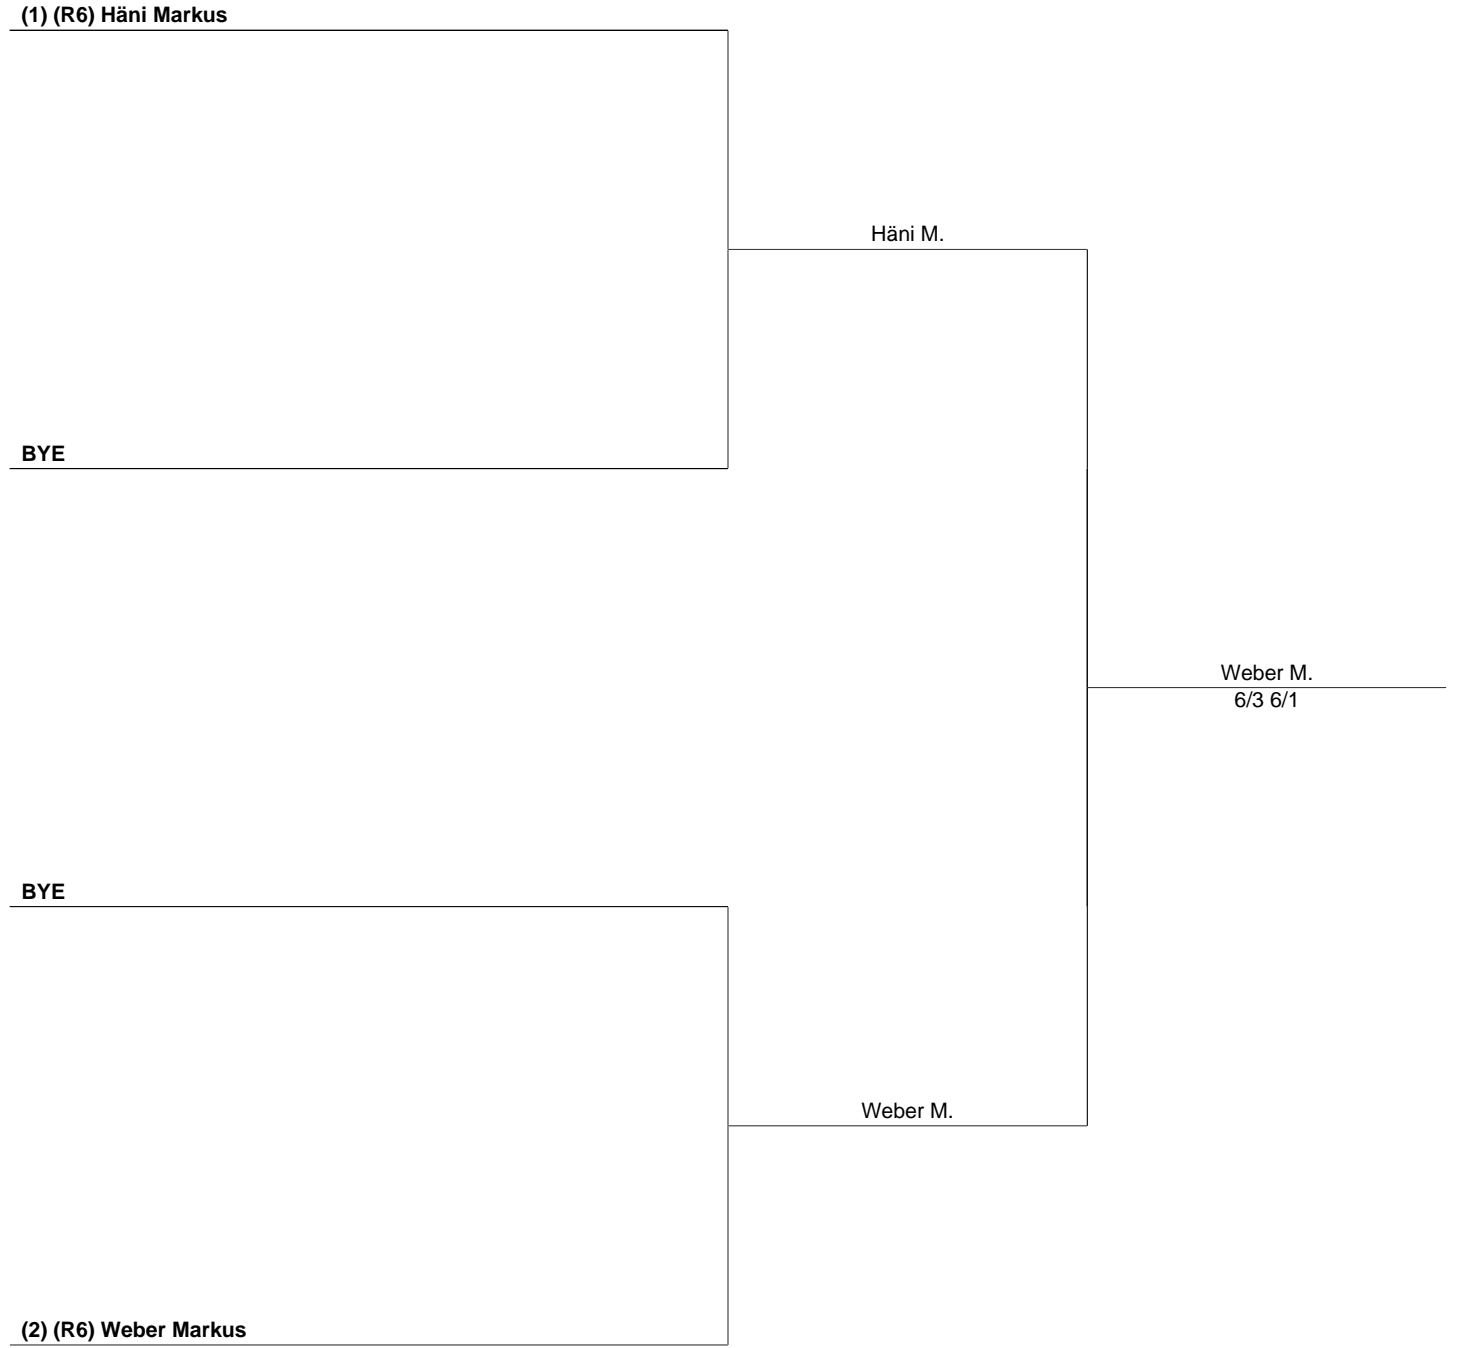 (1) (R6) Häni Markus
Häni M.
BYE
Weber M.
6/3 6/1
BYE
Weber M.
(2) (R6) Weber Markus